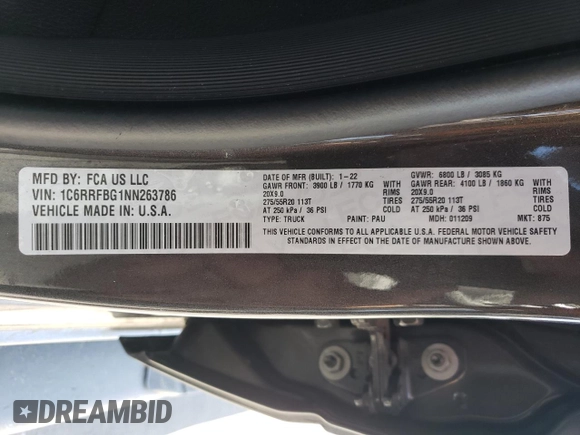 MFD BY: FCA US LLC
VIN: 1C6RRFBG1NN263786
VEHICLE MADE IN: U.S.A.
DATE OF MFR (BUILT): 1-22 GVWR: 6800 LB / 3085 KG
GAWR FRONT: 3900 LB / 1770 KG WITH GAWR REAR: 4100 LB / 1860 KG WITH
20X9.0 RIMS 20X9.0 RIMS
275/55R20 113T TIRES 275/55R20 113T TIRES
AT 250 kPa / 36 PSI AT 250 kPa / 36 PSI
TYPE: TRUCK PAINT: PAU MDH: 011209 MKT: 875
THIS VEHICLE CONFORMS TO ALL APPLICABLE U.S.A. FEDERAL MOTOR VEHICLE SAFETY
STANDARDS IN EFFECT ON THE DATE OF MANUFACTURE SHOWN ABOVE.
DREAMBID